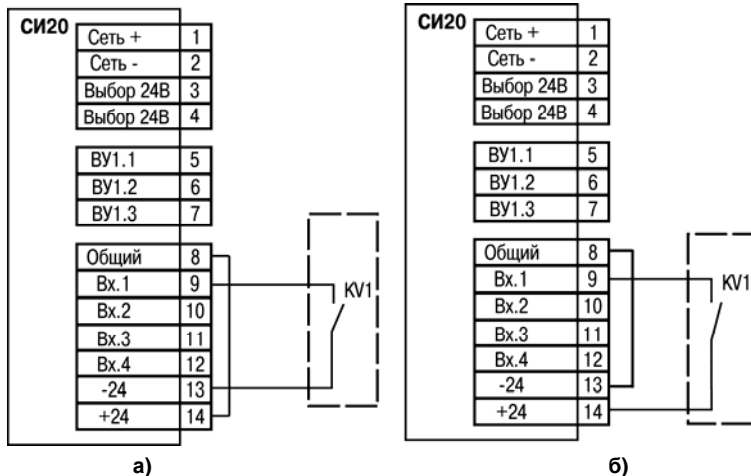 СИ20
Сеть + 1
Сеть - 2
Выбор 24В 3
Выбор 24В 4
ВУ1.1 5
ВУ1.2 6
ВУ1.3 7
Общий 8
Вх.1 9
Вх.2 10
Вх.3 11
Вх.4 12
-24 13
+24 14
KV1
а)
СИ20
Сеть + 1
Сеть - 2
Выбор 24В 3
Выбор 24В 4
ВУ1.1 5
ВУ1.2 6
ВУ1.3 7
Общий 8
Вх.1 9
Вх.2 10
Вх.3 11
Вх.4 12
-24 13
+24 14
KV1
б)